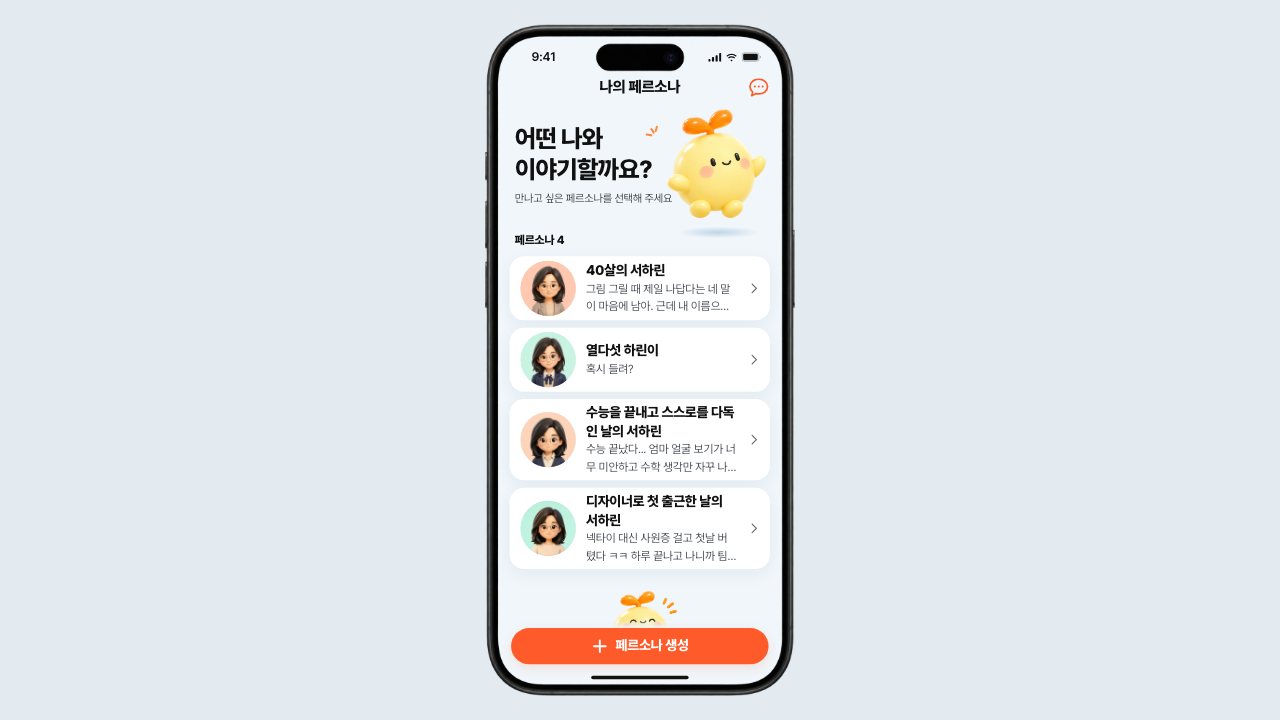 9:41
나의 페르소나
어떤 나와
이야기할까요?
만나고 싶은 페르소나를 선택해 주세요
페르소나 4
40살의 서하린
그림 그릴 때 제일 나답다는 네 말
이 마음에 남아. 근데 내 이름으...
열다섯 하린이
혹시 들려?
수능을 끝내고 스스로를 다독
인 날의 서하린
수능 끝났다... 엄마 얼굴 보기가 너
무 미안하고 수학 생각만 자꾸 나...
디자이너로 첫 출근한 날의
서하린
넥타이 대신 사원증 걸고 첫날 버
텼다 ㅋㅋ 하루 끝나고 나니까 팀...
페르소나 생성